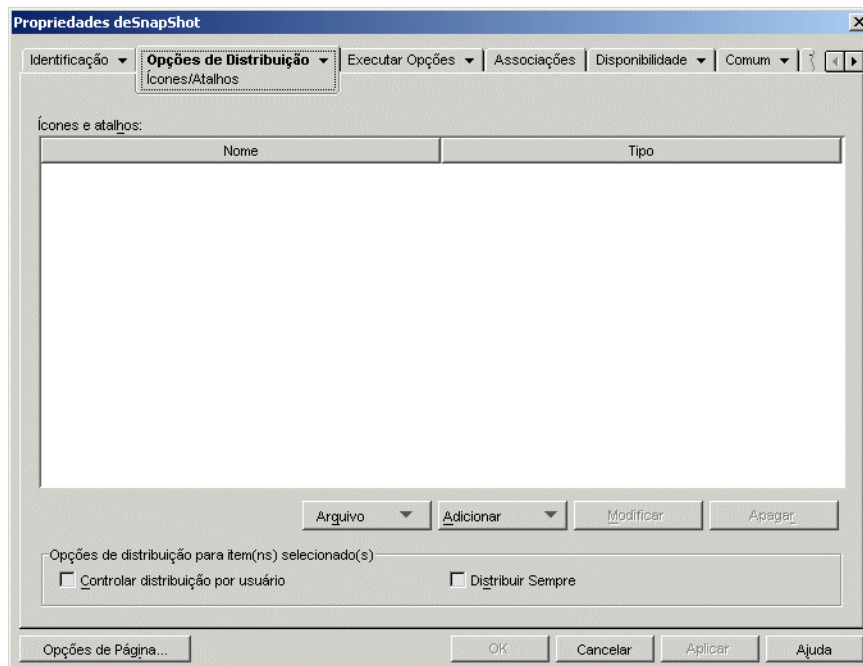 Propriedades deSnapShot
Identificação Opções de Distribuição Executar Opções Associações Disponibilidade Comum
Ícones/Atalhos
Ícones e atalhos:
Nome Tipo
Arquivo Adicionar Modificar Apagar
Opções de distribuição para item(ns) selecionado(s)
Controlar distribuição por usuário Distribuir Sempre
Opções de Página... OK Cancelar Aplicar Ajuda